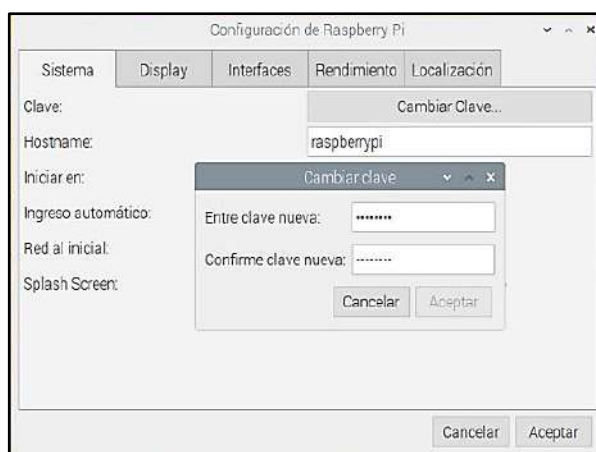 Configuración de Raspberry Pi
Sistema Display Interfaces Rendimiento Localización
Clave: Cambiar Clave...
Hostname: raspberrypi
Iniciar en:
Cambiar clave
Ingreso automático:
Entre clave nueva: ••••••••
Red al inicial:
Confirme clave nueva: --------
Splash Screen:
Cancelar Aceptar
Cancelar Aceptar